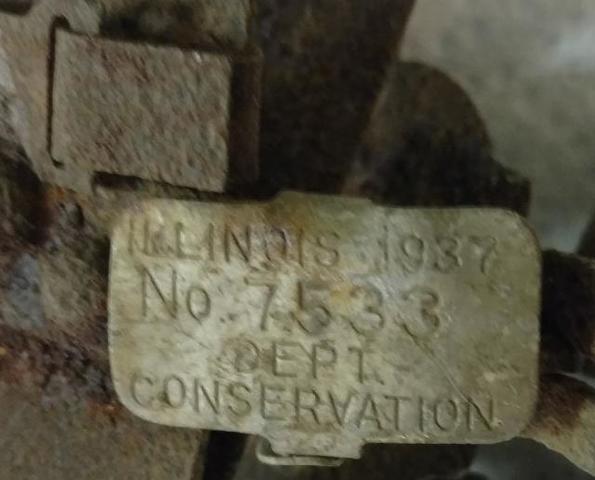 ILLINOIS 1937
No. 7533
DEPT.
CONSERVATION